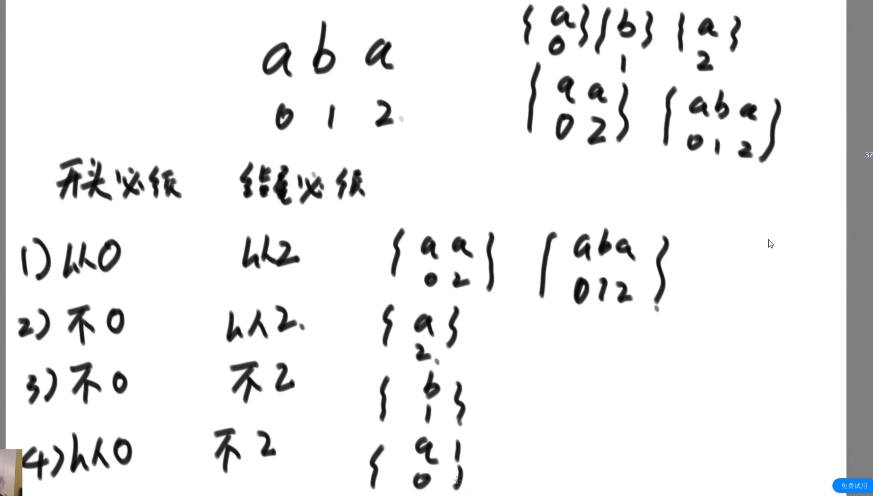 a b a
0 1 2
{a} {b} {a}
0 1 2
{a a} {a b a}
0 2 0 1 2
开头必须 结尾必须
1) 以0 以2 {a a} {a b a}
0 2 0 1 2
2) 不0 以2. {a}
2.
3) 不0 不2 {b}
1
4) 以0 不2 {a}
0
37
免费试用